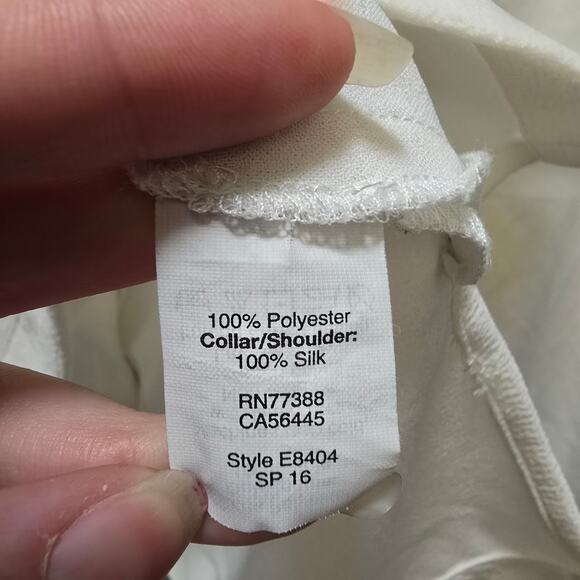 100% Polyester
Collar/Shoulder:
100% Silk
RN77388
CA56445
Style E8404
SP 16